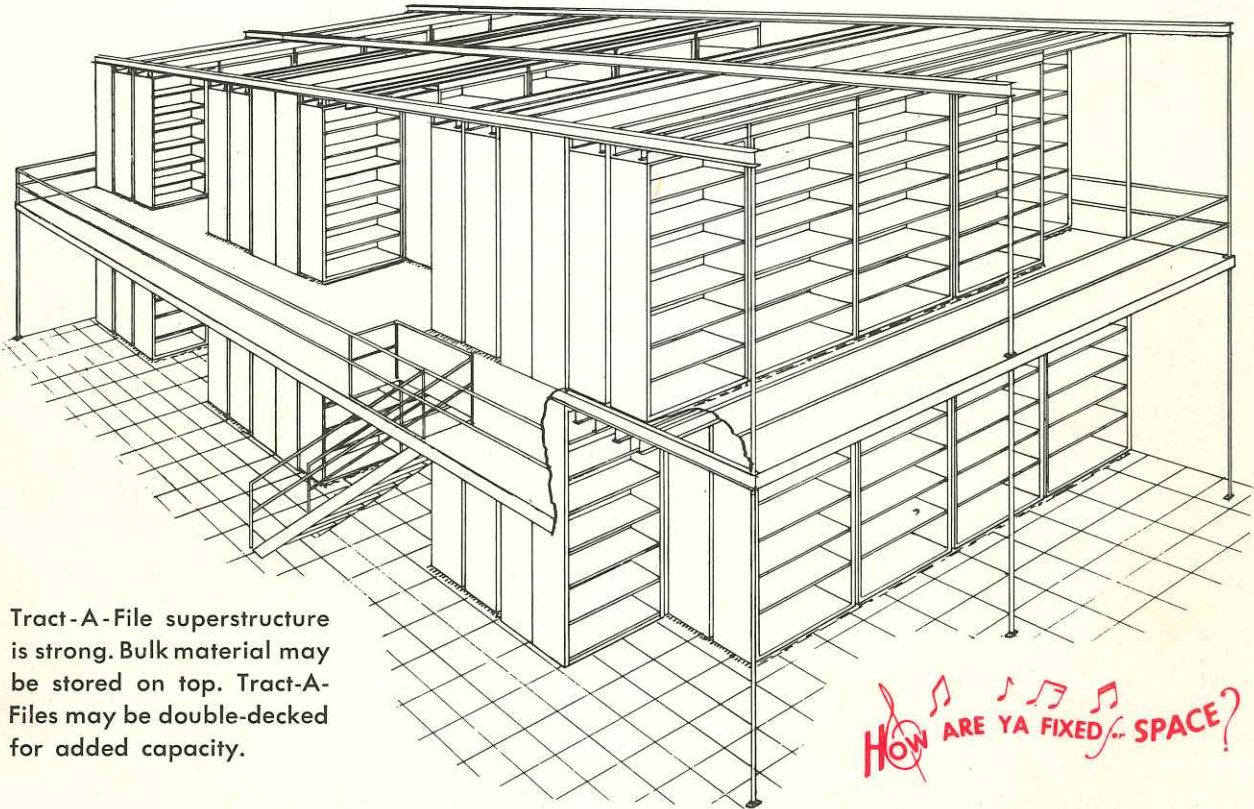 Tract-A-File superstructure
is strong. Bulk material may
be stored on top. Tract-A-
Files may be double-decked
for added capacity.
HOW ARE YA FIXED for SPACE?